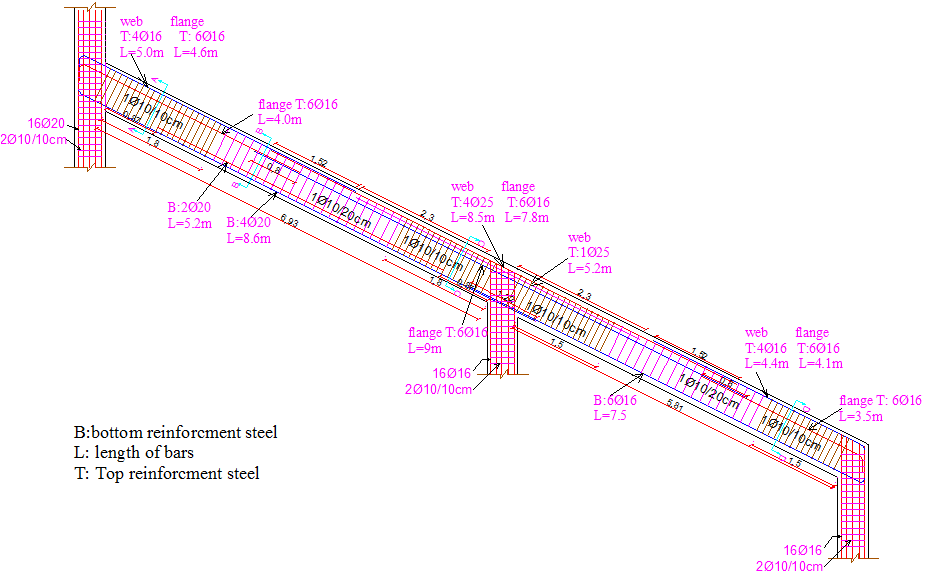 web flange
T:4Ø16 T: 6Ø16
L=5.0m L=4.6m
A
1Ø10/10cm
flange T:6Ø16
L=4.0m
16Ø20
2Ø10/10cm
A
1.8
B
1.52
0.8
B
B:2Ø20
L=5.2m
B:4Ø20
L=8.6m
6.93
1Ø10/20cm
web flange
T:4Ø25 T:6Ø16
L=8.5m L=7.8m
2.3
1Ø10/10cm
web
T:1Ø25
L=5.2m
1.8
2.3
1Ø10/10cm
flange T:6Ø16
L=9m
1.5
16Ø16
2Ø10/10cm
1.52
web flange
T:4Ø16 T:6Ø16
L=4.4m L=4.1m
B:6Ø16
L=7.5
1Ø10/20cm
5.81
flange T: 6Ø16
L=3.5m
1Ø10/10cm
1.5
B:bottom reinforcment steel
L: length of bars
T: Top reinforcment steel
16Ø16
2Ø10/10cm